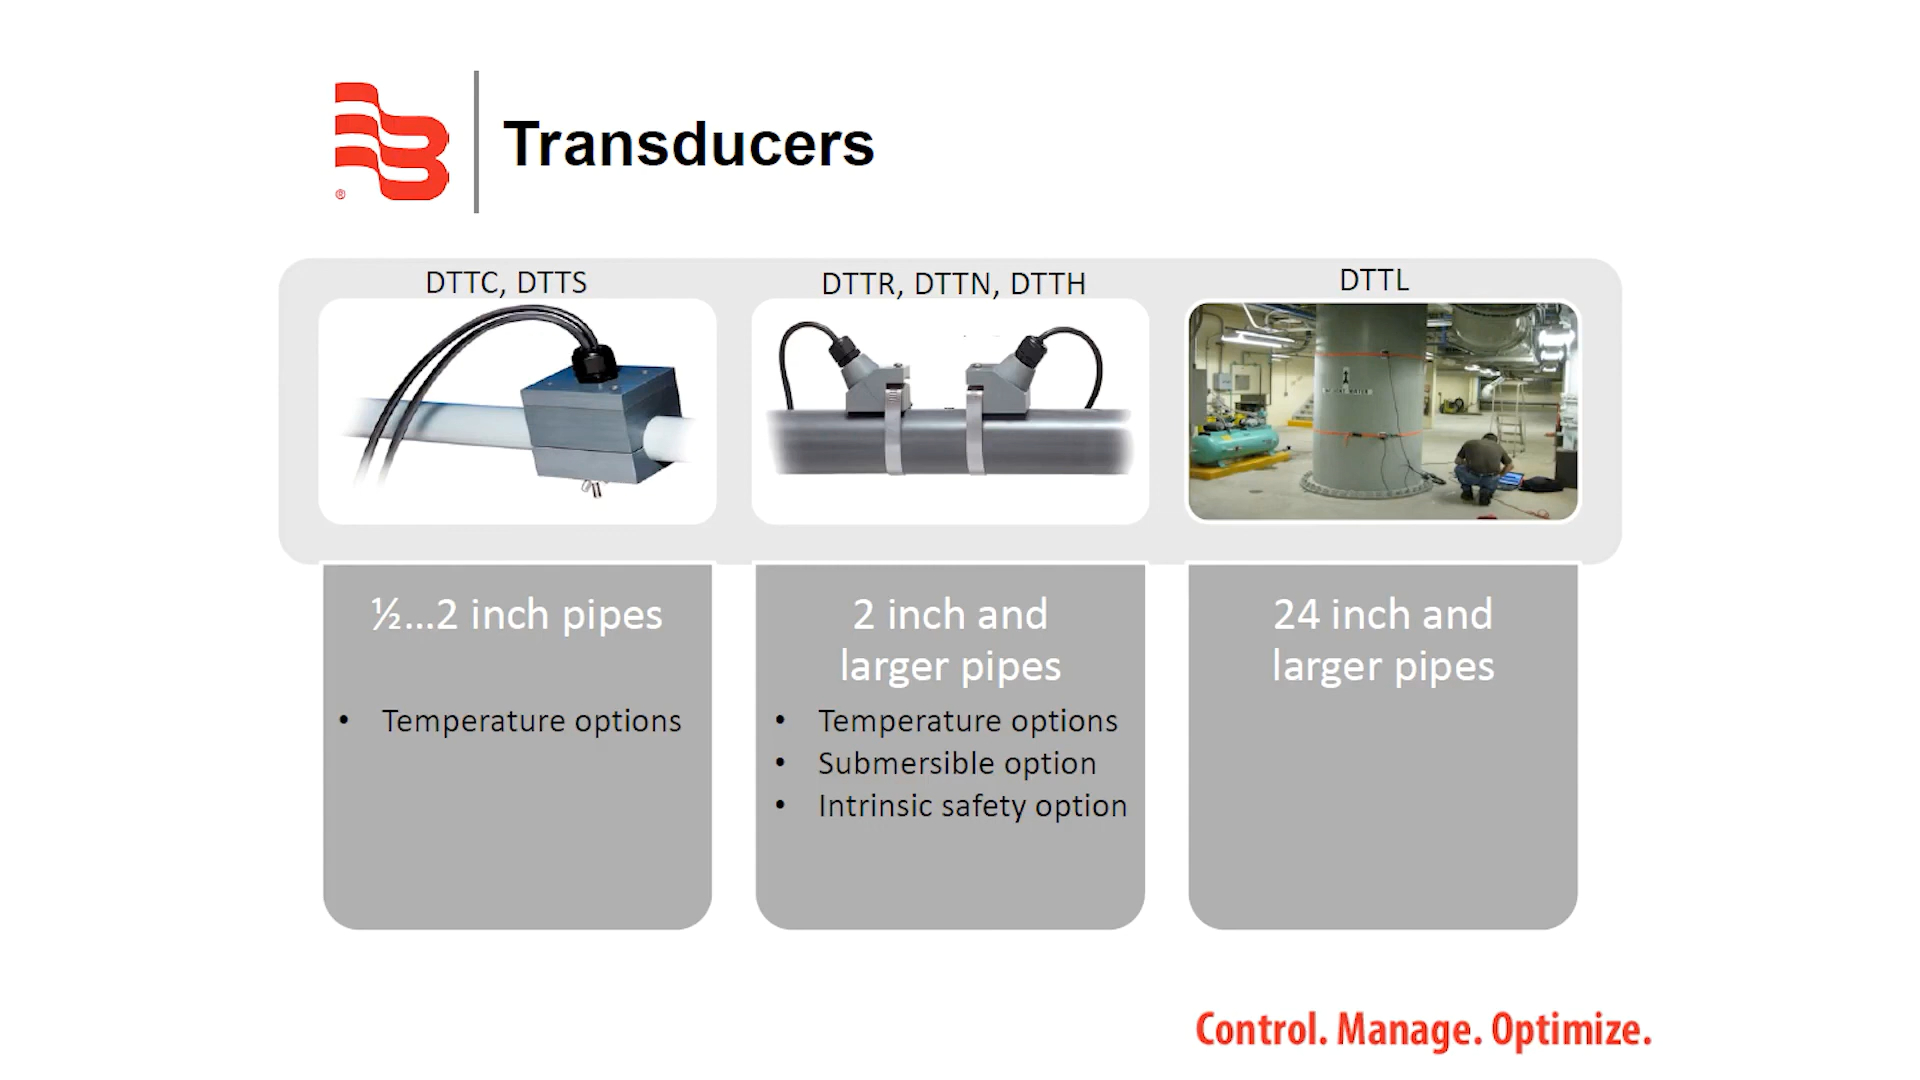 ®
Transducers
DTTC, DTTS
DTTR, DTTN, DTTH
DTTL
½...2 inch pipes
• Temperature options
2 inch and
larger pipes
• Temperature options
• Submersible option
• Intrinsic safety option
24 inch and
larger pipes
Control. Manage. Optimize.